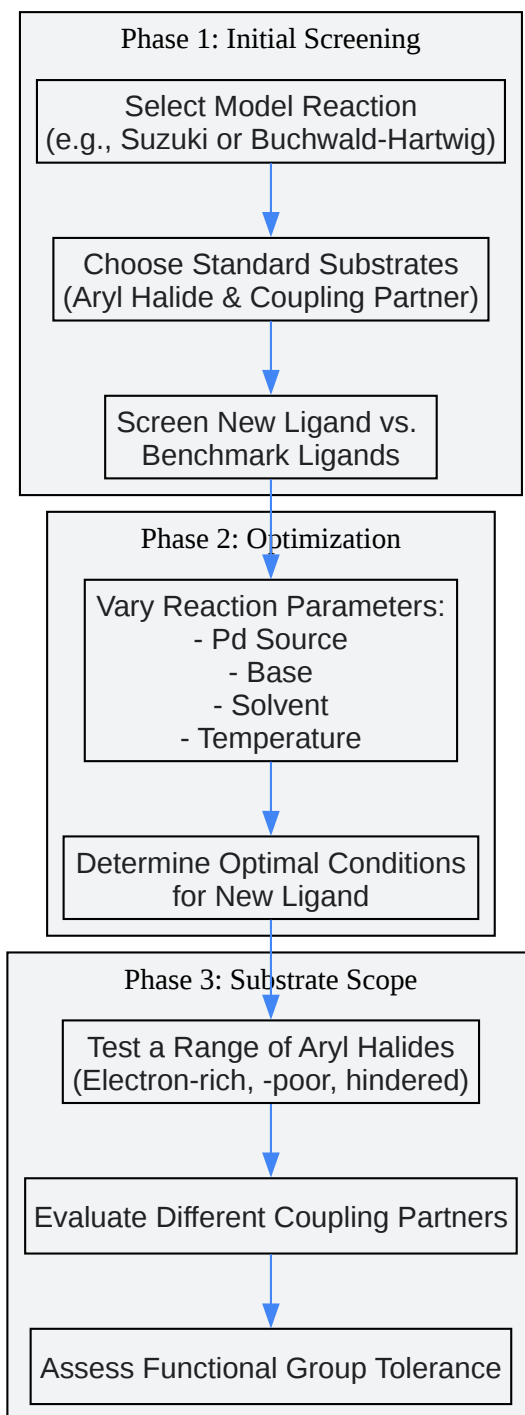 Phase 1: Initial Screening
Select Model Reaction
(e.g., Suzuki or Buchwald-Hartwig)
Choose Standard Substrates
(Aryl Halide & Coupling Partner)
Screen New Ligand vs.
Benchmark Ligands
Phase 2: Optimization
Vary Reaction Parameters:
- Pd Source
- Base
- Solvent
- Temperature
Determine Optimal Conditions
for New Ligand
Phase 3: Substrate Scope
Test a Range of Aryl Halides
(Electron-rich, -poor, hindered)
Evaluate Different Coupling Partners
Assess Functional Group Tolerance